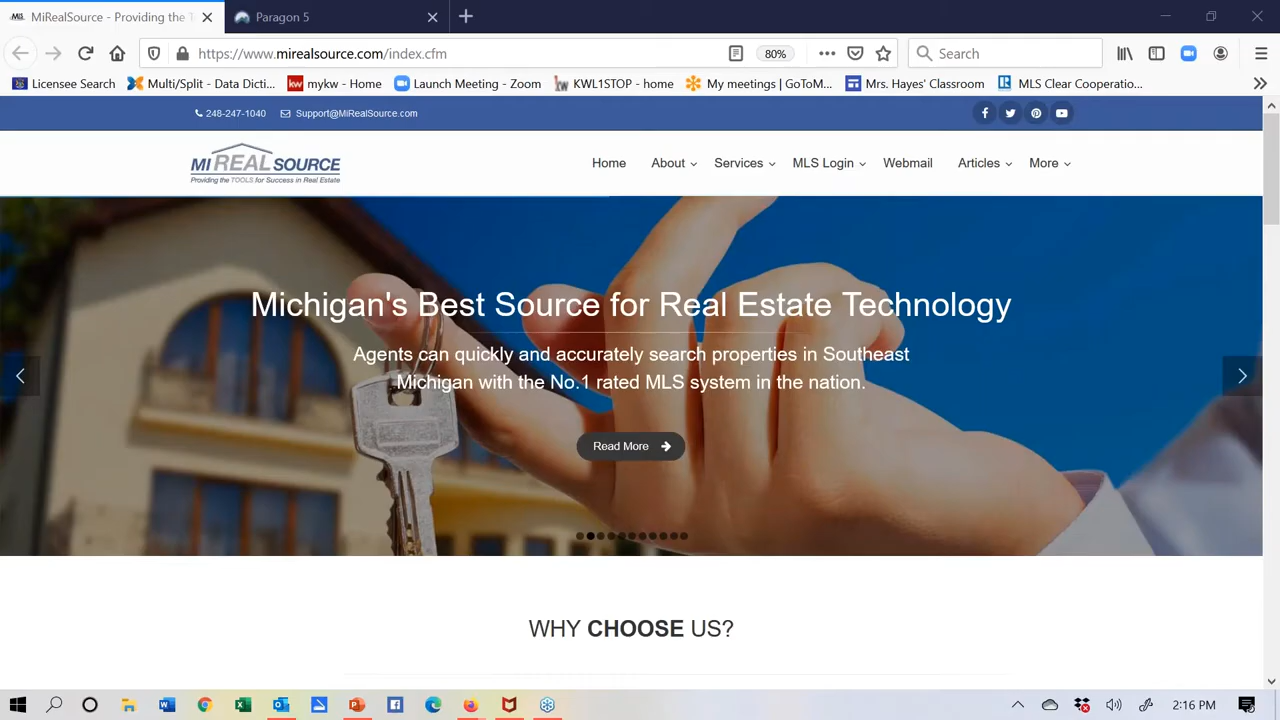 MiRealSource - Providing the
Paragon 5
https://www.mirealsource.com/index.cfm
80%
Search
Licensee Search
Multi/Split - Data Dicti...
kw
mykw - Home
Launch Meeting - Zoom
KWL1STOP - home
My meetings | GoToM...
Mrs. Hayes' Classroom
MLS Clear Cooperatio...
248-247-1040
Support@MiRealSource.com
MI REAL SOURCE
Providing the TOOLS for Success in Real Estate
Home
About
Services
MLS Login
Webmail
Articles
More
Michigan's Best Source for Real Estate Technology
Agents can quickly and accurately search properties in Southeast
Michigan with the No.1 rated MLS system in the nation.
Read More
WHY CHOOSE US?
2:16 PM